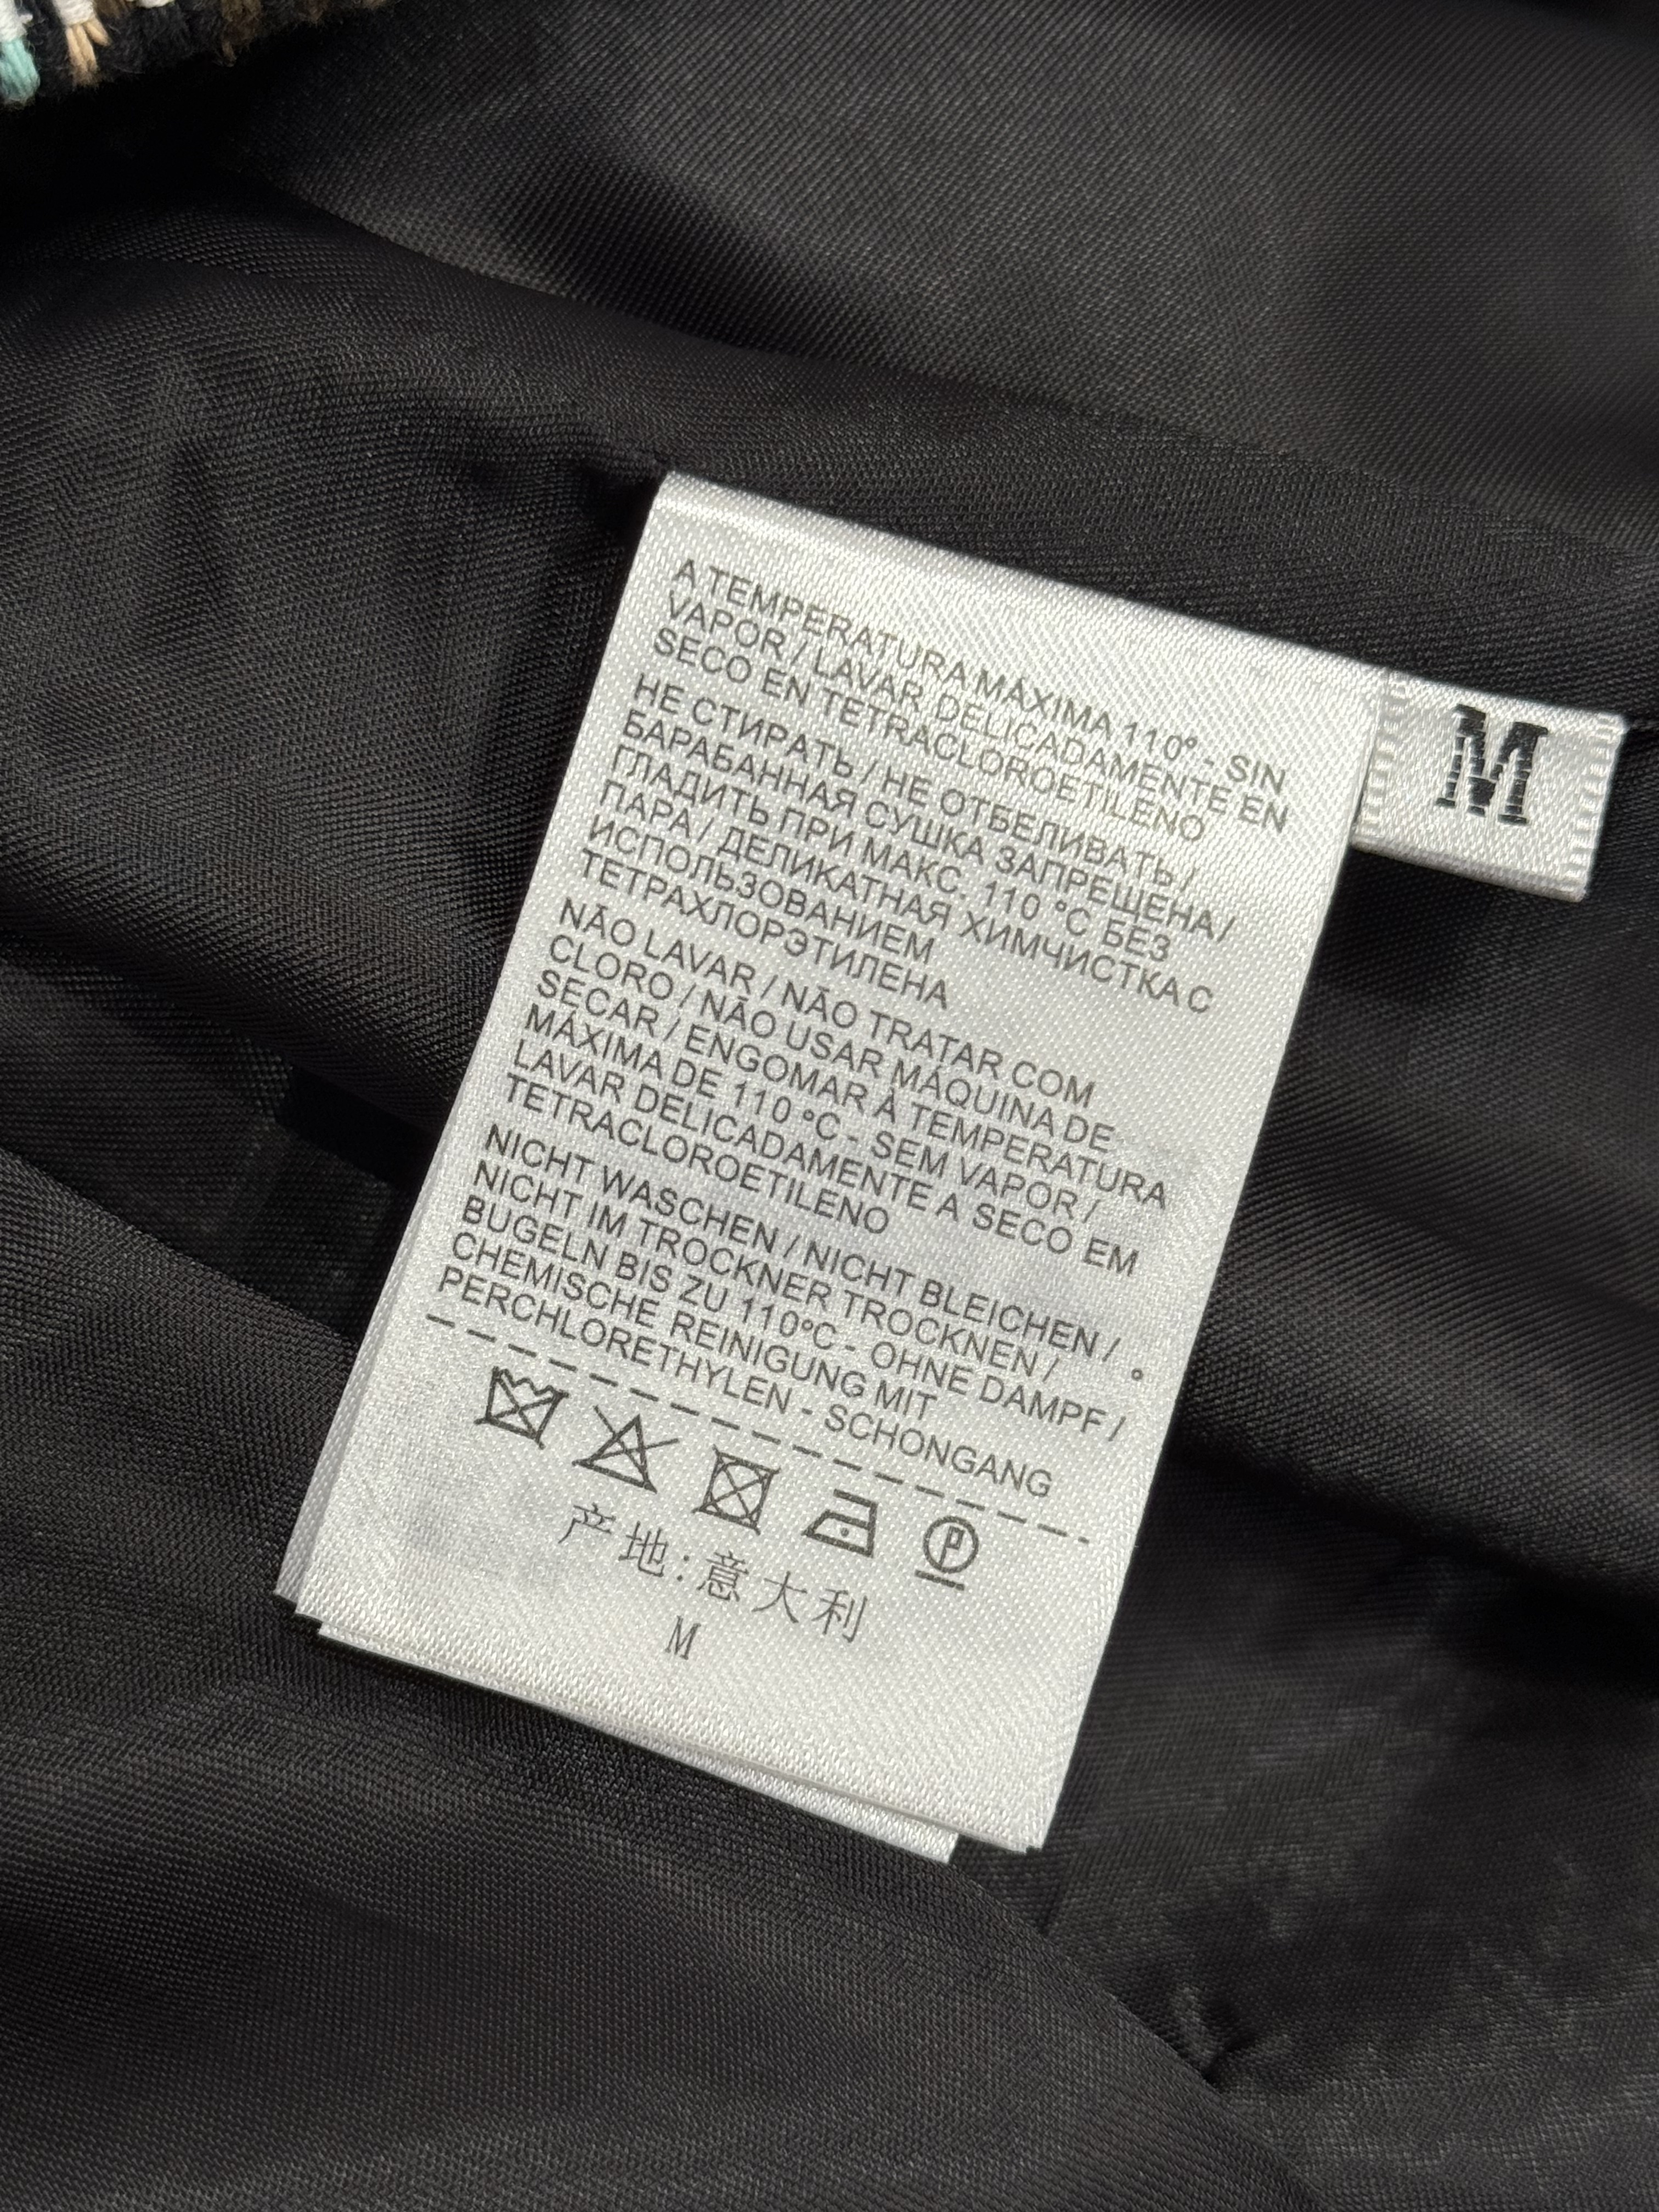 A TEMPERATURA MÁXIMA 110° - SIN
VAPOR / LAVAR DELICADAMENTE EN
SECO EN TETRACLOROETILENO
НЕ СТИРАТЬ / НЕ ОТБЕЛИВАТЬ /
БАРАБАННАЯ СУШКА ЗАПРЕЩЕНА /
ГЛАДИТЬ ПРИ МАКС. 110 °C БЕЗ
ПАРА / ДЕЛИКАТНАЯ ХИМЧИСТКА С
ИСПОЛЬЗОВАНИЕМ
ТЕТРАХЛОРЭТИЛЕНА
NÃO LAVAR / NÃO TRATAR COM
CLORO / NÃO USAR MÁQUINA DE
SECAR / ENGOMAR À TEMPERATURA
MÁXIMA DE 110 °C - SEM VAPOR /
LAVAR DELICADAMENTE A SECO EM
TETRACLOROETILENO
NICHT WASCHEN / NICHT BLEICHEN /
NICHT IM TROCKNER TROCKNEN /
BUGELN BIS ZU 110°C - OHNE DAMPF /
CHEMISCHE REINIGUNG MIT
PERCHLORETHYLEN - SCHONGANG
P
产地:意大利
M
M